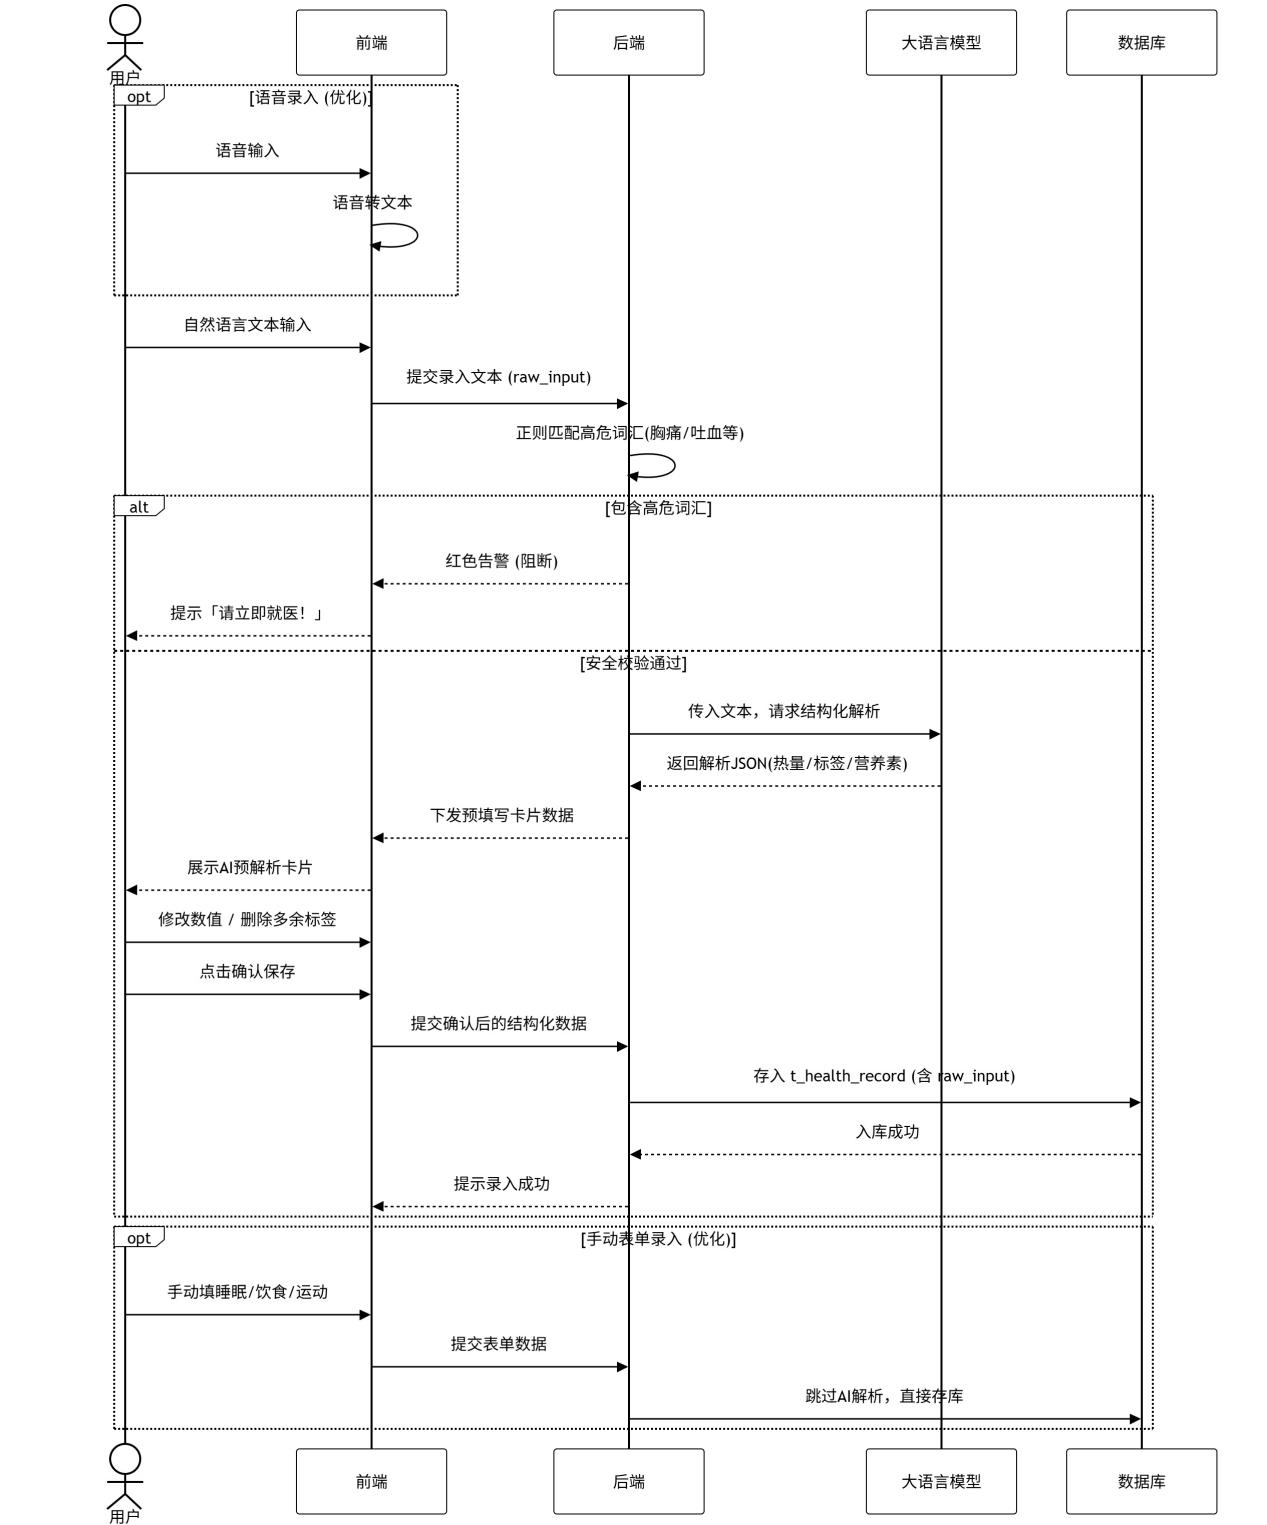 前端
后端
大语言模型
数据库
用户
opt
[语音录入 (优化)]
语音输入
语音转文本
自然语言文本输入
提交录入文本 (raw_input)
正则匹配高危词汇(胸痛/吐血等)
alt
[包含高危词汇]
红色告警 (阻断)
提示「请立即就医！」
[安全校验通过]
传入文本，请求结构化解析
返回解析JSON(热量/标签/营养素)
下发预填写卡片数据
展示AI预解析卡片
修改数值 / 删除多余标签
点击确认保存
提交确认后的结构化数据
存入 t_health_record (含 raw_input)
入库成功
提示录入成功
opt
[手动表单录入 (优化)]
手动填睡眠/饮食/运动
提交表单数据
跳过AI解析，直接存库
前端
后端
大语言模型
数据库
用户